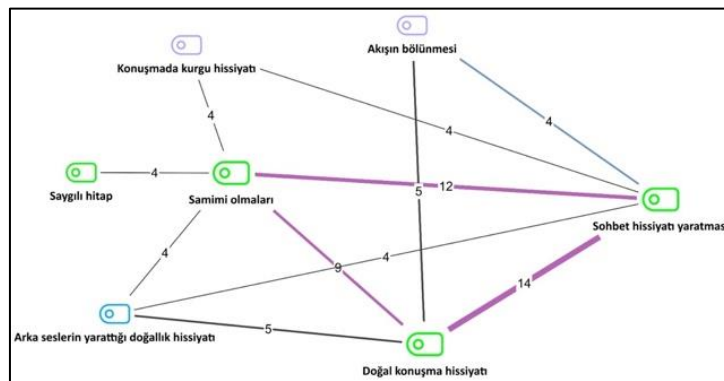 Akışın bölünmesi
Konuşmada kurgu hissiyatı
4
4
4
4
5
12
Saygılı hitap
Samimi olmaları
Sohbet hissiyatı yaratması
4
4
9
14
5
Arka seslerin yarattığı doğallık hissiyatı
Doğal konuşma hissiyatı